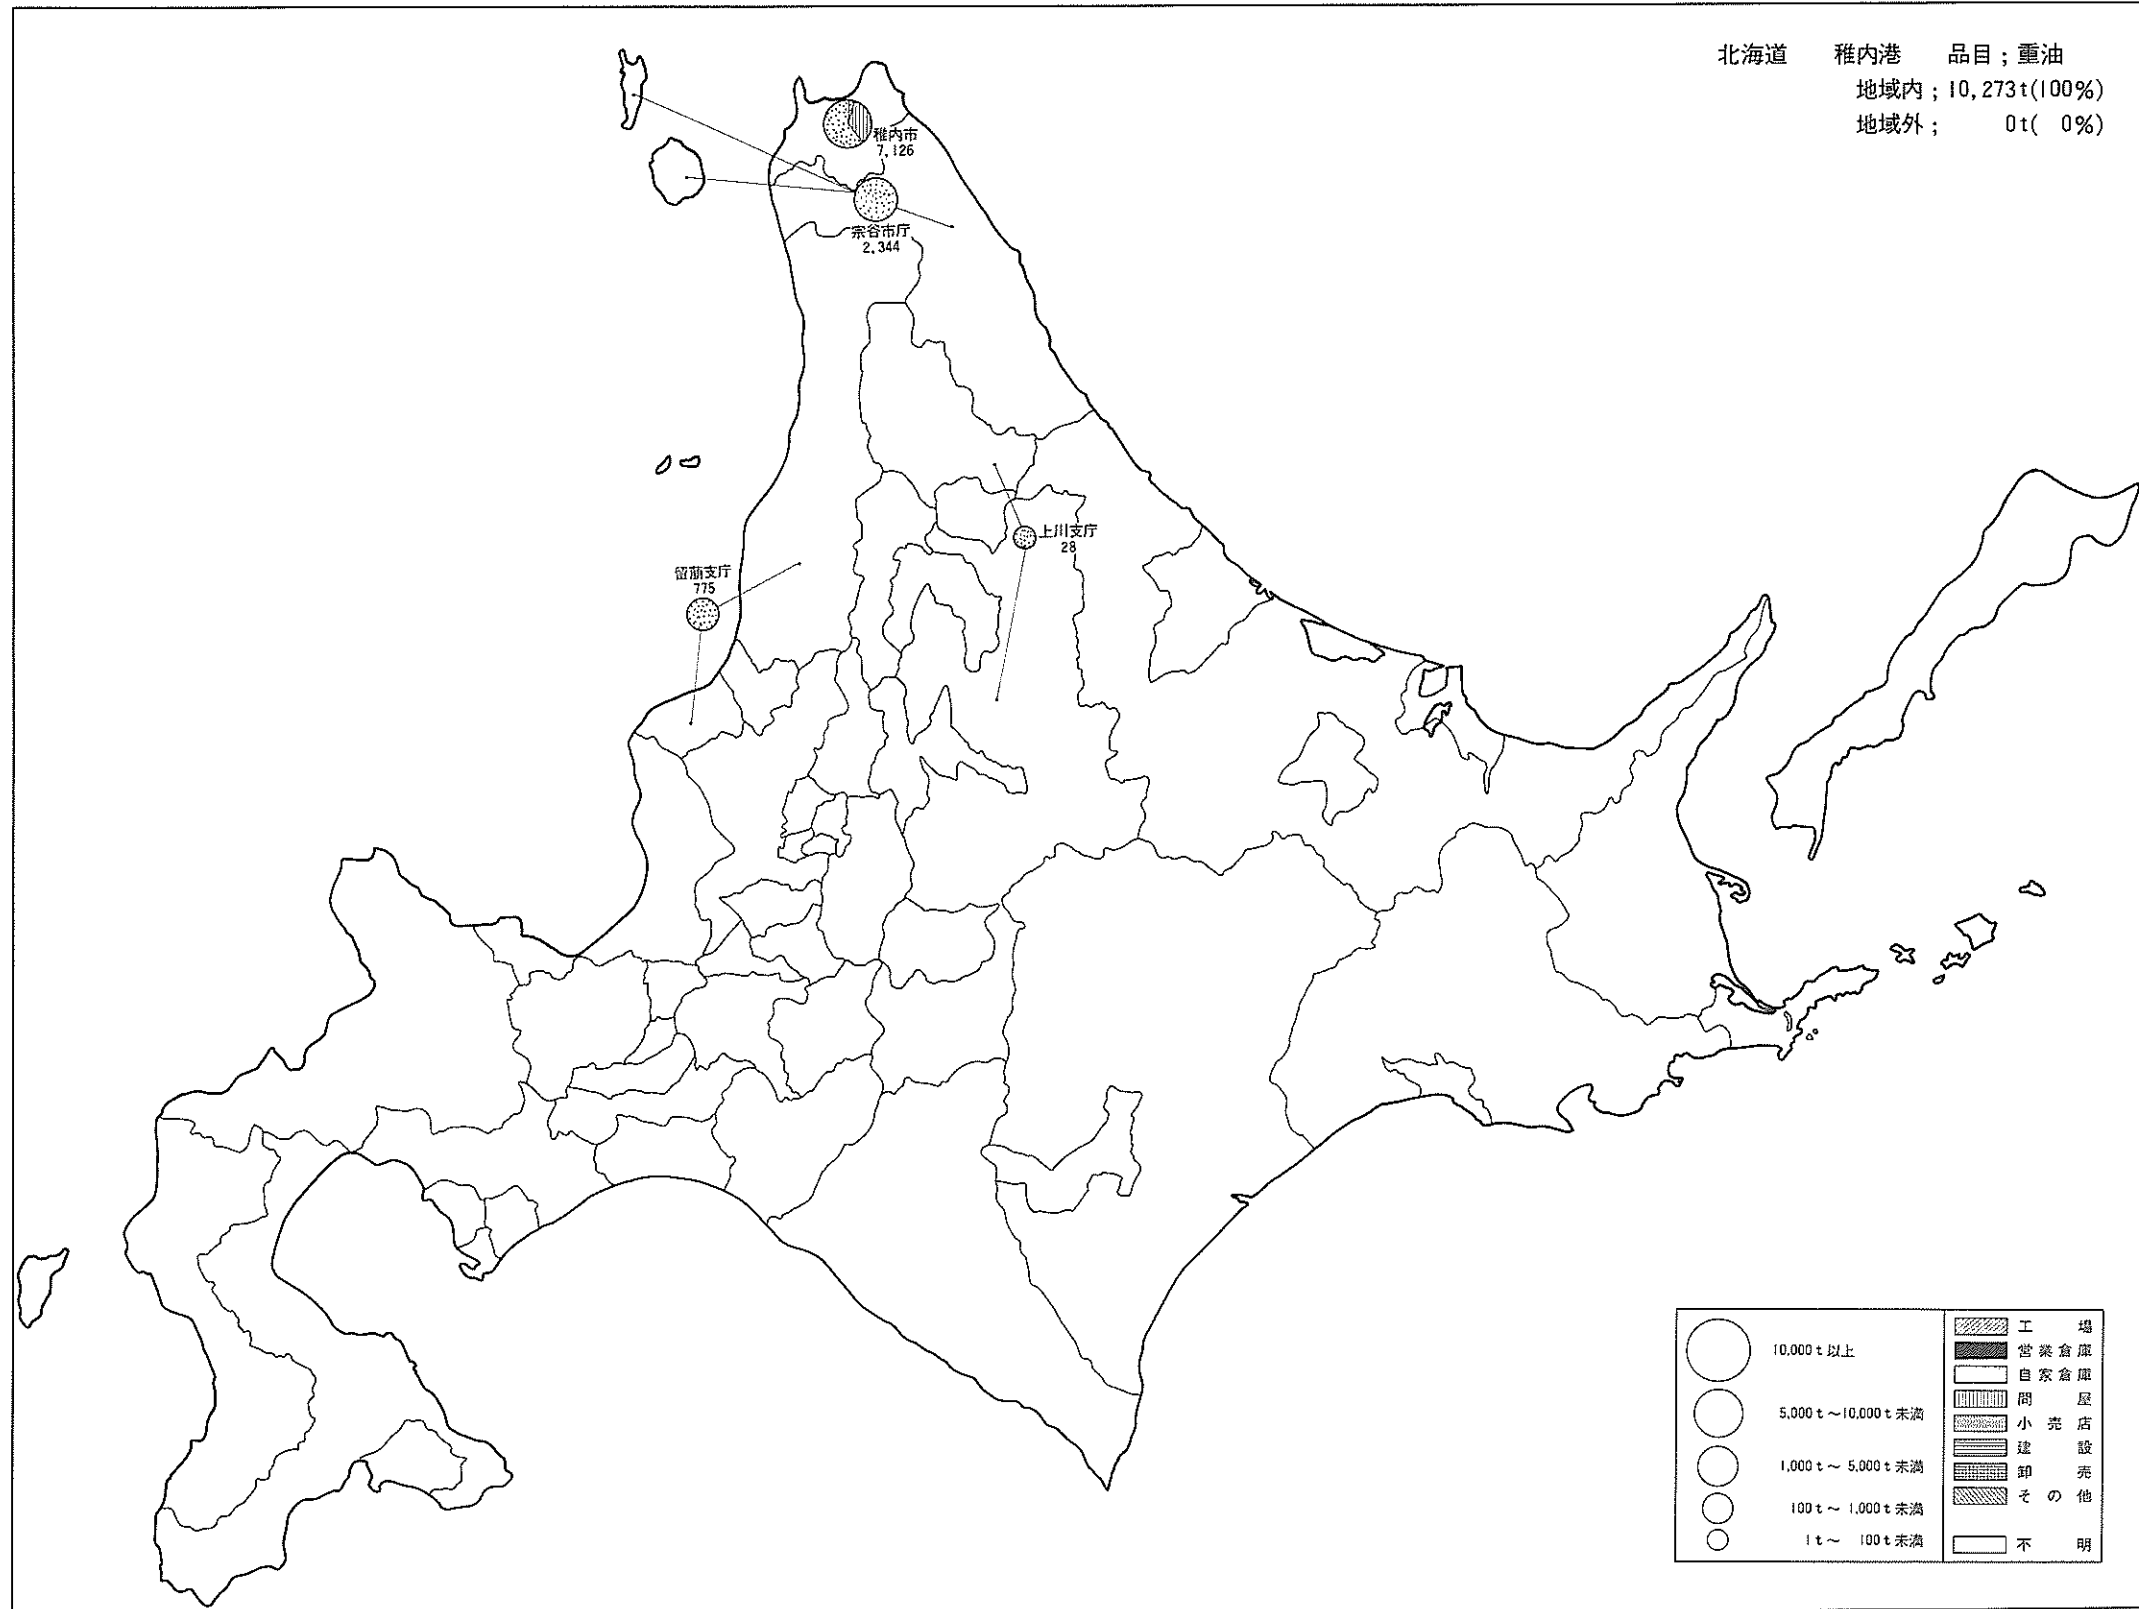 北海道 稚内港 品目;重油
地域内;10,273t(100%)
地域外; 0t( 0%)
稚内市
7,126
宗谷市庁
2,344
上川支庁
28
留萠支庁
775
10,000t以上
5,000t~10,000t未満
1,000t~5,000t未満
100t~1,000t未満
1t~100t未満
工場
営業倉庫
自家倉庫
問屋
小売店
建設
卸売
その他
不明